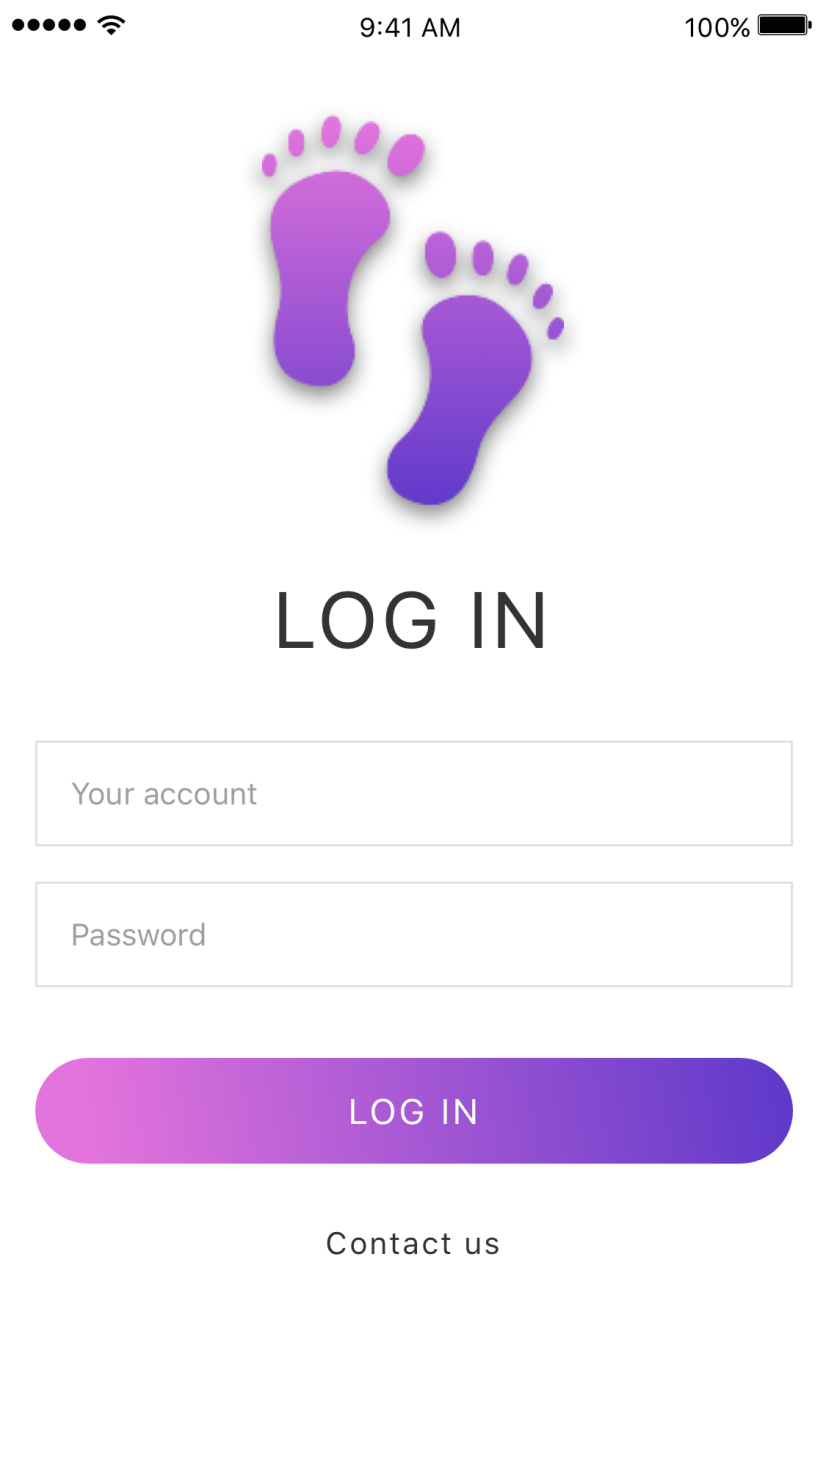 9:41 AM
100%
LOG IN
Your account
Password
LOG IN
Contact us